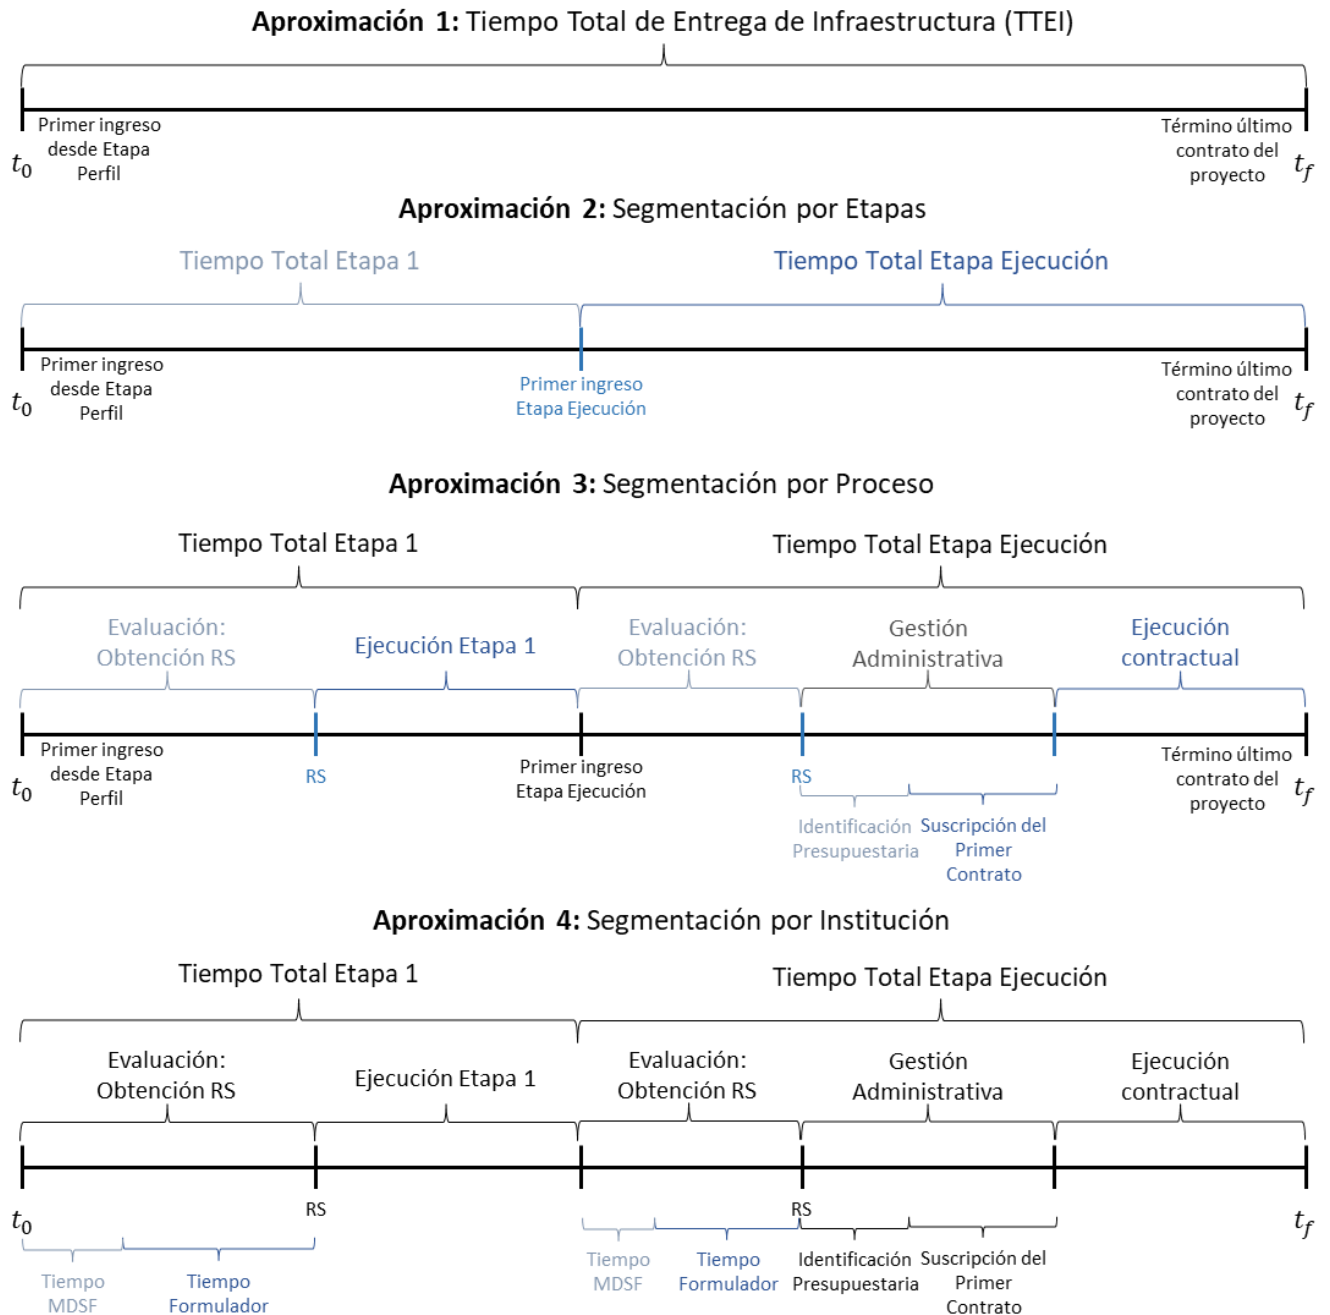 Aproximación 1: Tiempo Total de Entrega de Infraestructura (TTEI)
Primer ingreso
desde Etapa
Perfil
t0
Término último
contrato del
proyecto
tf
Aproximación 2: Segmentación por Etapas
Tiempo Total Etapa 1
Tiempo Total Etapa Ejecución
Primer ingreso
desde Etapa
Perfil
t0
Primer ingreso
Etapa Ejecución
Término último
contrato del
proyecto
tf
Aproximación 3: Segmentación por Proceso
Tiempo Total Etapa 1
Tiempo Total Etapa Ejecución
Evaluación:
Obtención RS
Ejecución Etapa 1
Evaluación:
Obtención RS
Gestión
Administrativa
Ejecución
contractual
Primer ingreso
desde Etapa
Perfil
t0
RS
Primer ingreso
Etapa Ejecución
RS
Término último
contrato del
proyecto
tf
Identificación
Presupuestaria
Suscripción del
Primer
Contrato
Aproximación 4: Segmentación por Institución
Tiempo Total Etapa 1
Tiempo Total Etapa Ejecución
Evaluación:
Obtención RS
Ejecución Etapa 1
Evaluación:
Obtención RS
Gestión
Administrativa
Ejecución
contractual
t0
RS
RS
tf
Tiempo
MDSF
Tiempo
Formulador
Tiempo
MDSF
Tiempo
Formulador
Identificación
Presupuestaria
Suscripción del
Primer
Contrato